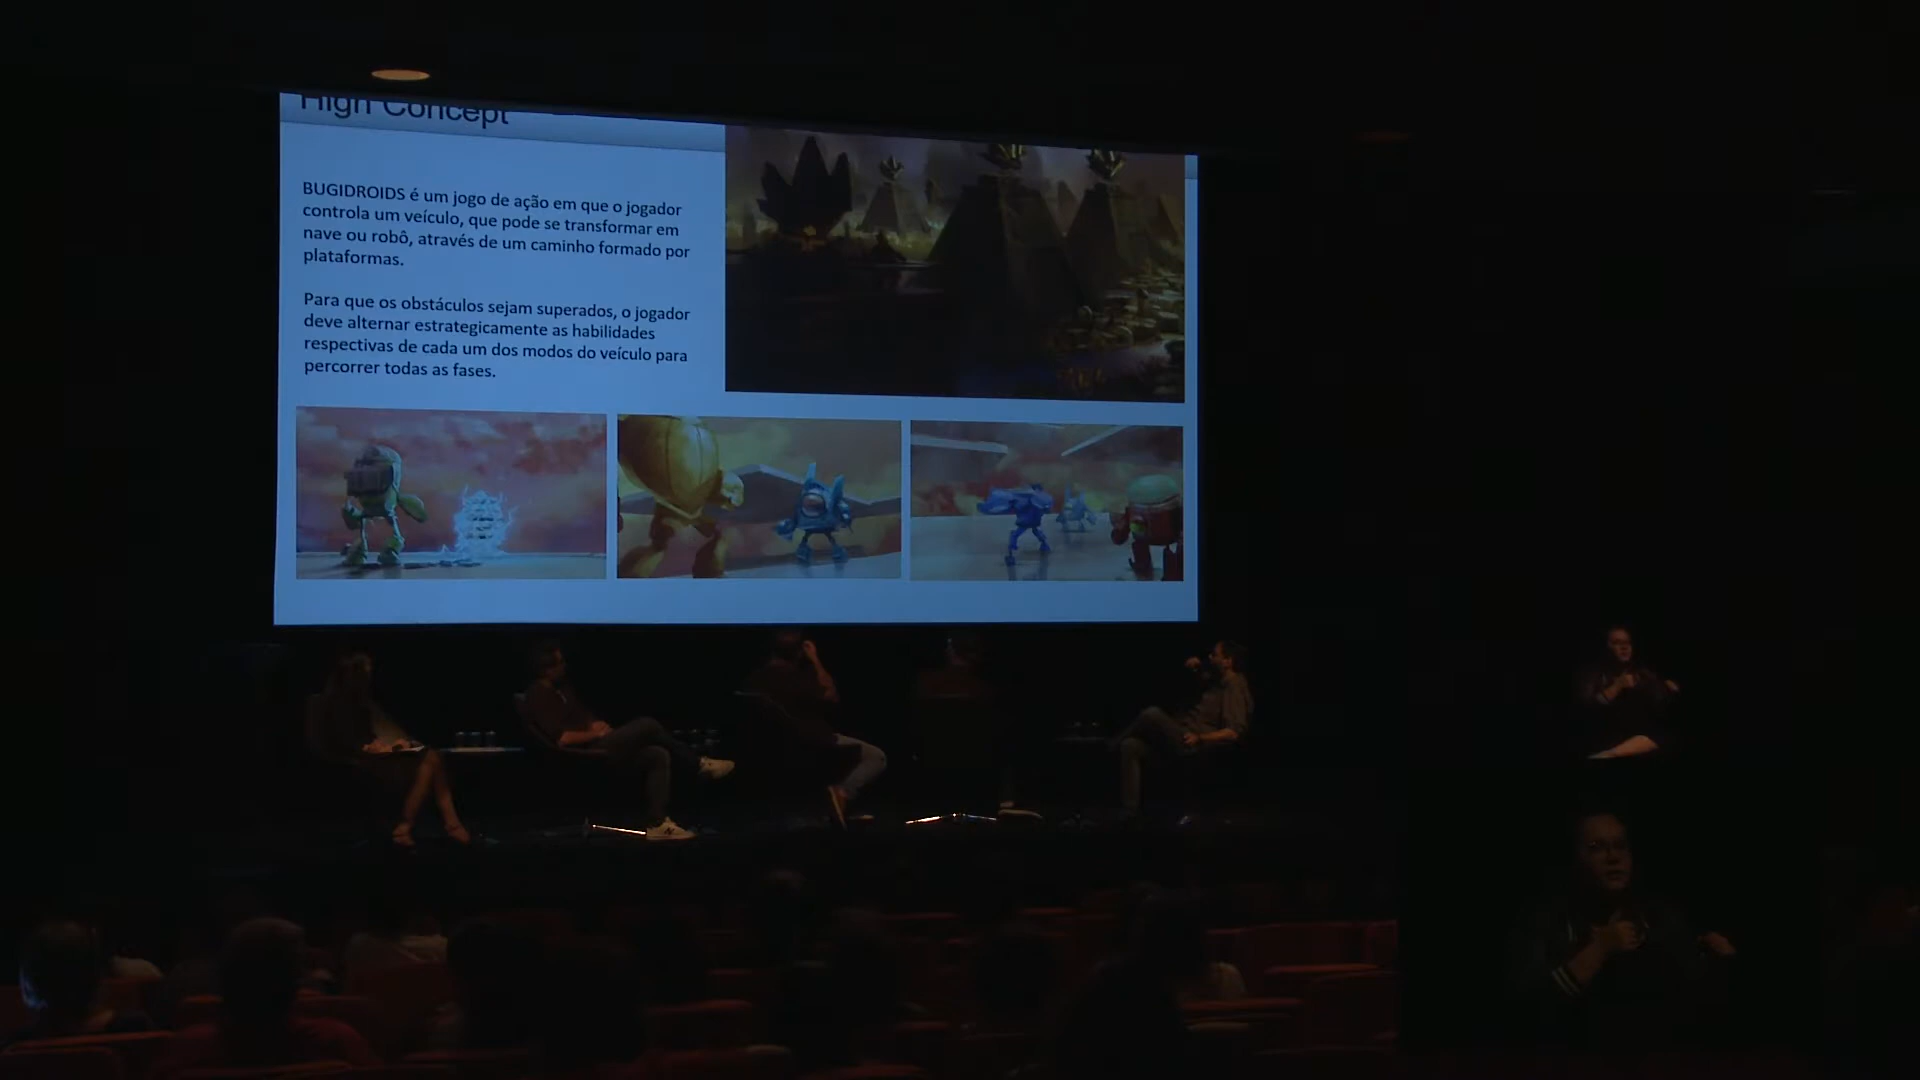 High Concept
BUGIDROIDS é um jogo de ação em que o jogador
controla um veículo, que pode se transformar em
nave ou robô, através de um caminho formado por
plataformas.
Para que os obstáculos sejam superados, o jogador
deve alternar estrategicamente as habilidades
respectivas de cada um dos modos do veículo para
percorrer todas as fases.